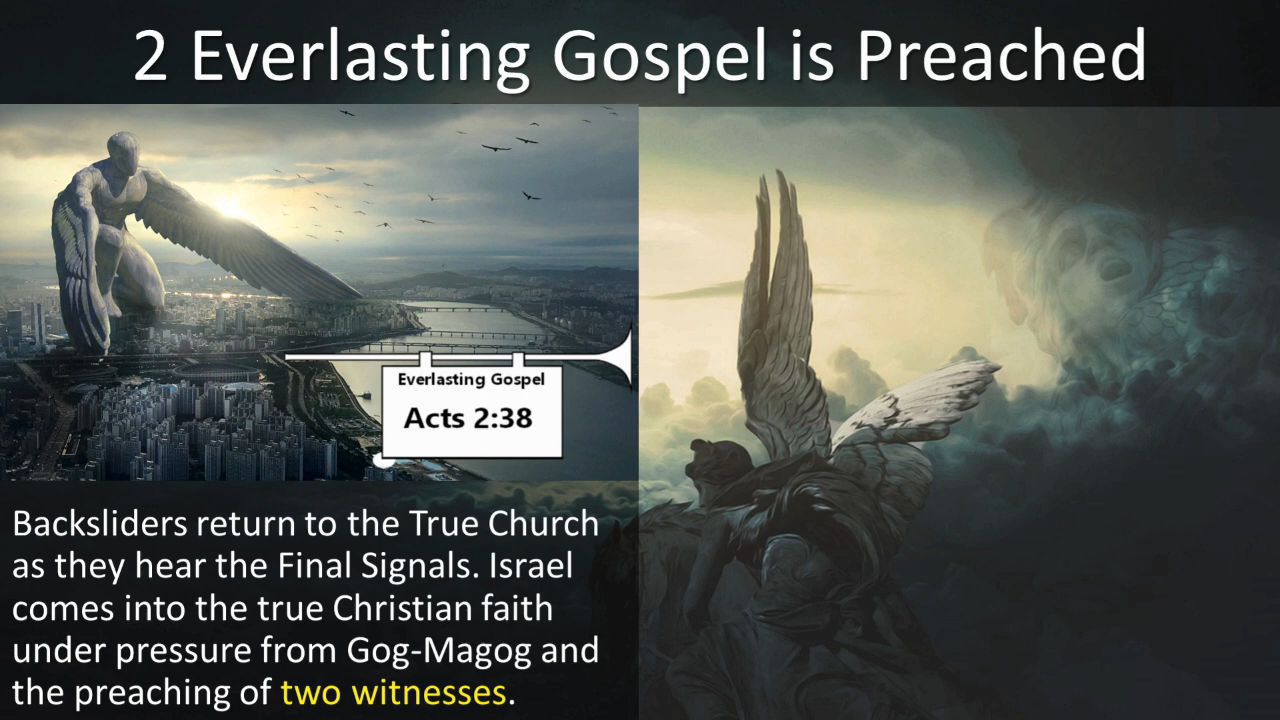 2 Everlasting Gospel is Preached
Everlasting Gospel
Acts 2:38
Backsliders return to the True Church
as they hear the Final Signals. Israel
comes into the true Christian faith
under pressure from Gog-Magog and
the preaching of two witnesses.